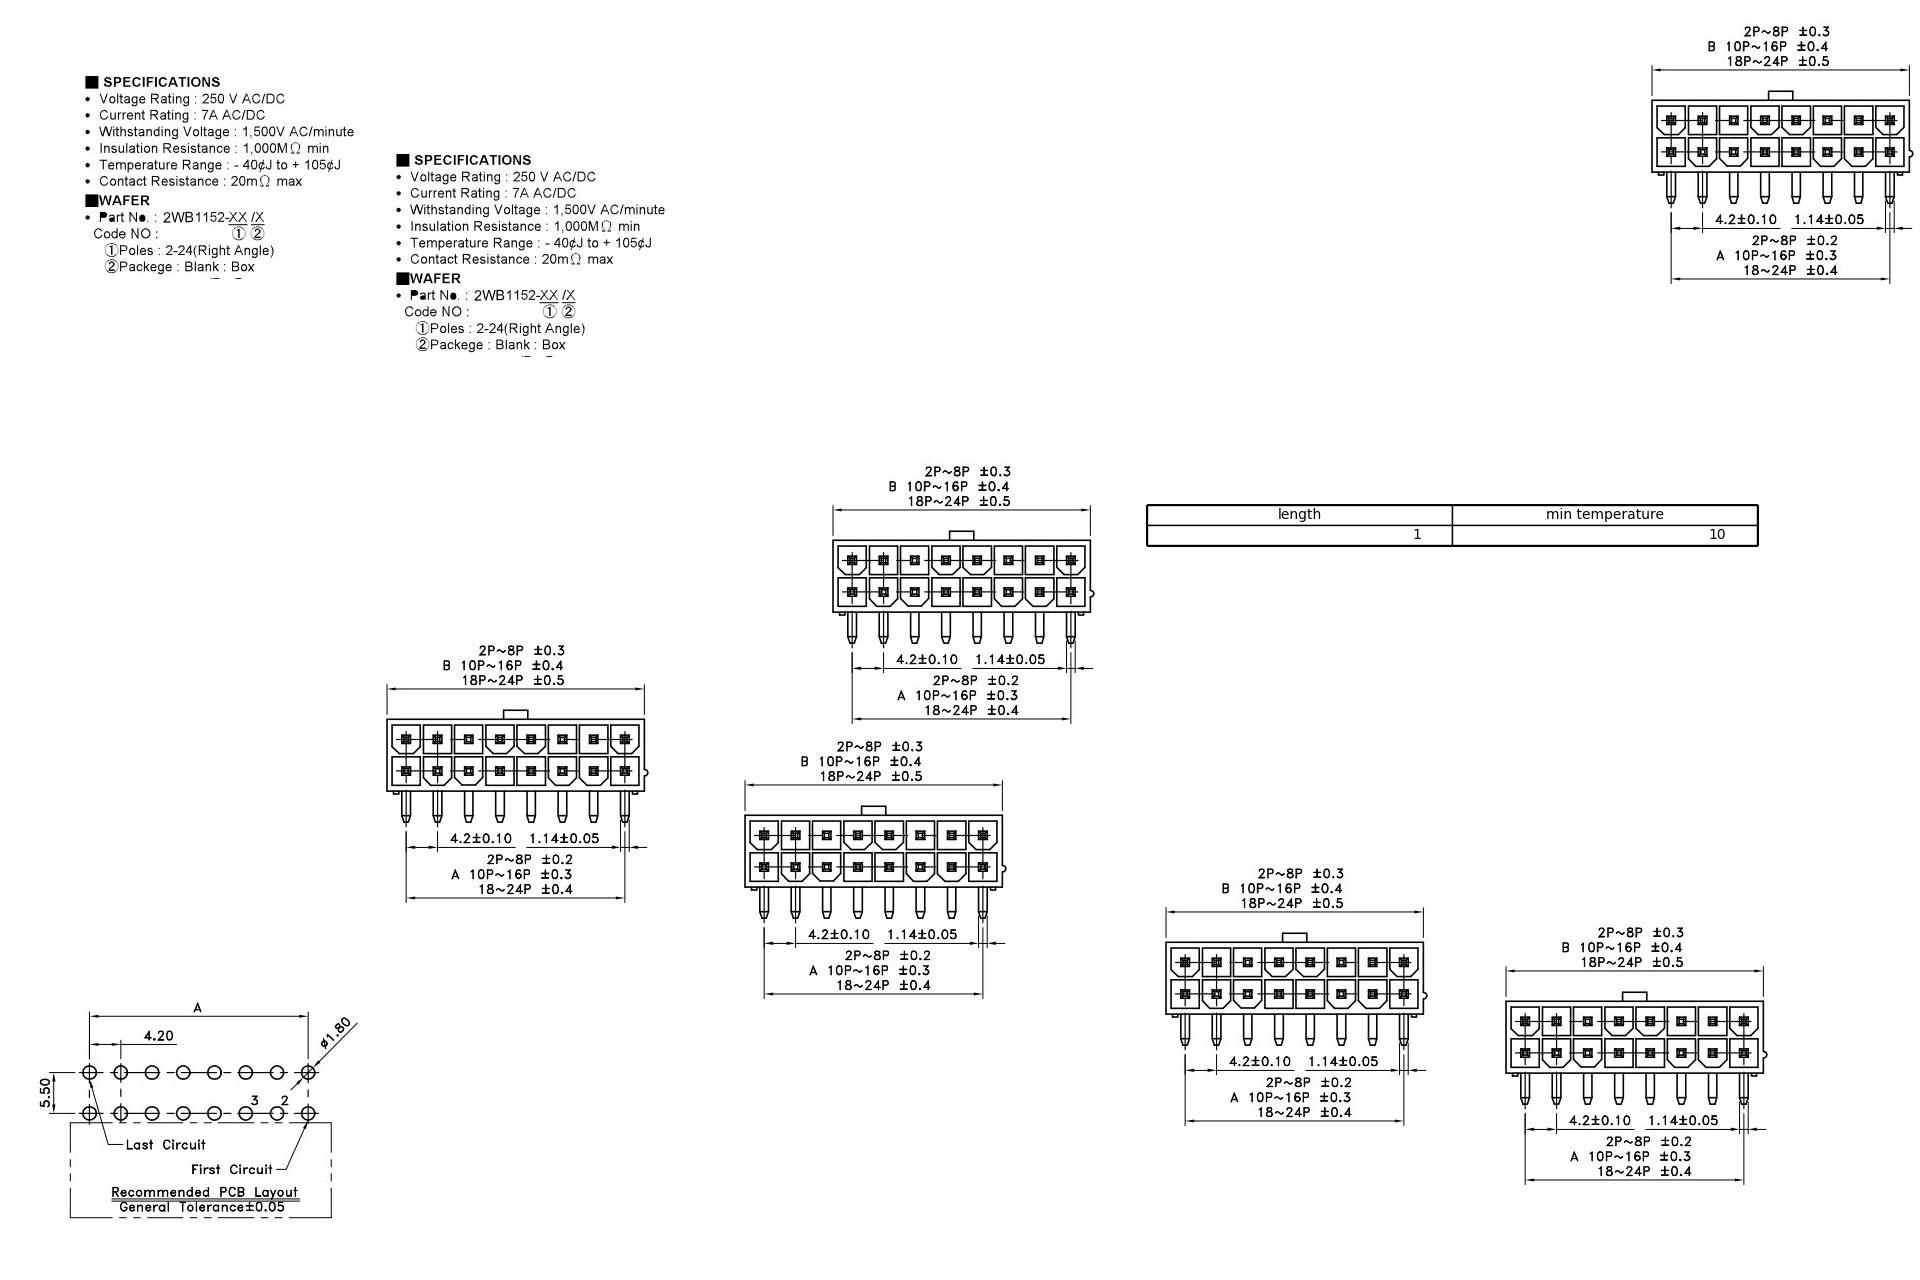 2P~8P ±0.3
B 10P~16P ±0.4
18P~24P ±0.5
4.2±0.10 1.14±0.05
2P~8P ±0.2
A 10P~16P ±0.3
18~24P ±0.4
■ SPECIFICATIONS
• Voltage Rating : 250 V AC/DC
• Current Rating : 7A AC/DC
• Withstanding Voltage : 1,500V AC/minute
• Insulation Resistance : 1,000MΩ min
• Temperature Range : - 40¢J to + 105¢J
• Contact Resistance : 20mΩ max
■WAFER
• Part No. : 2WB1152-XX /X
Code NO : ① ②
①Poles : 2-24(Right Angle)
②Packege : Blank : Box
■ SPECIFICATIONS
• Voltage Rating : 250 V AC/DC
• Current Rating : 7A AC/DC
• Withstanding Voltage : 1,500V AC/minute
• Insulation Resistance : 1,000MΩ min
• Temperature Range : - 40¢J to + 105¢J
• Contact Resistance : 20mΩ max
■WAFER
• Part No. : 2WB1152-XX /X
Code NO : ① ②
①Poles : 2-24(Right Angle)
②Packege : Blank : Box
2P~8P ±0.3
B 10P~16P ±0.4
18P~24P ±0.5
4.2±0.10 1.14±0.05
2P~8P ±0.2
A 10P~16P ±0.3
18~24P ±0.4
length min temperature
1 10
2P~8P ±0.3
B 10P~16P ±0.4
18P~24P ±0.5
4.2±0.10 1.14±0.05
2P~8P ±0.2
A 10P~16P ±0.3
18~24P ±0.4
2P~8P ±0.3
B 10P~16P ±0.4
18P~24P ±0.5
4.2±0.10 1.14±0.05
2P~8P ±0.2
A 10P~16P ±0.3
18~24P ±0.4
2P~8P ±0.3
B 10P~16P ±0.4
18P~24P ±0.5
4.2±0.10 1.14±0.05
2P~8P ±0.2
A 10P~16P ±0.3
18~24P ±0.4
2P~8P ±0.3
B 10P~16P ±0.4
18P~24P ±0.5
4.2±0.10 1.14±0.05
2P~8P ±0.2
A 10P~16P ±0.3
18~24P ±0.4
A
4.20
ø1.80
5.50
3 2
Last Circuit
First Circuit
Recommended PCB Layout
General Tolerance±0.05